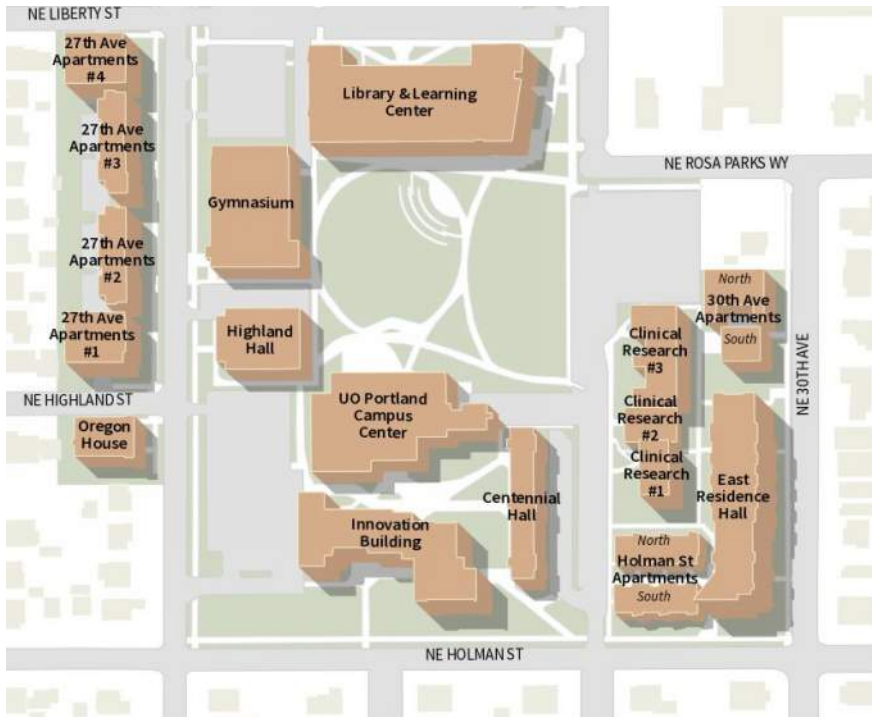 NE LIBERTY ST
27th Ave
Apartments
#4
Library & Learning
Center
27th Ave
Apartments
#3
NE ROSA PARKS WY
Gymnasium
27th Ave
Apartments
#2
North
30th Ave
Apartments
South
27th Ave
Apartments
#1
Highland
Hall
Clinical
Research
#3
NE 30TH AVE
NE HIGHLAND ST
UO Portland
Campus
Center
Clinical
Research
#2
Oregon
House
Clinical
Research
#1
Centennial
Hall
East
Residence
Hall
Innovation
Building
North
Holman St
Apartments
South
NE HOLMAN ST